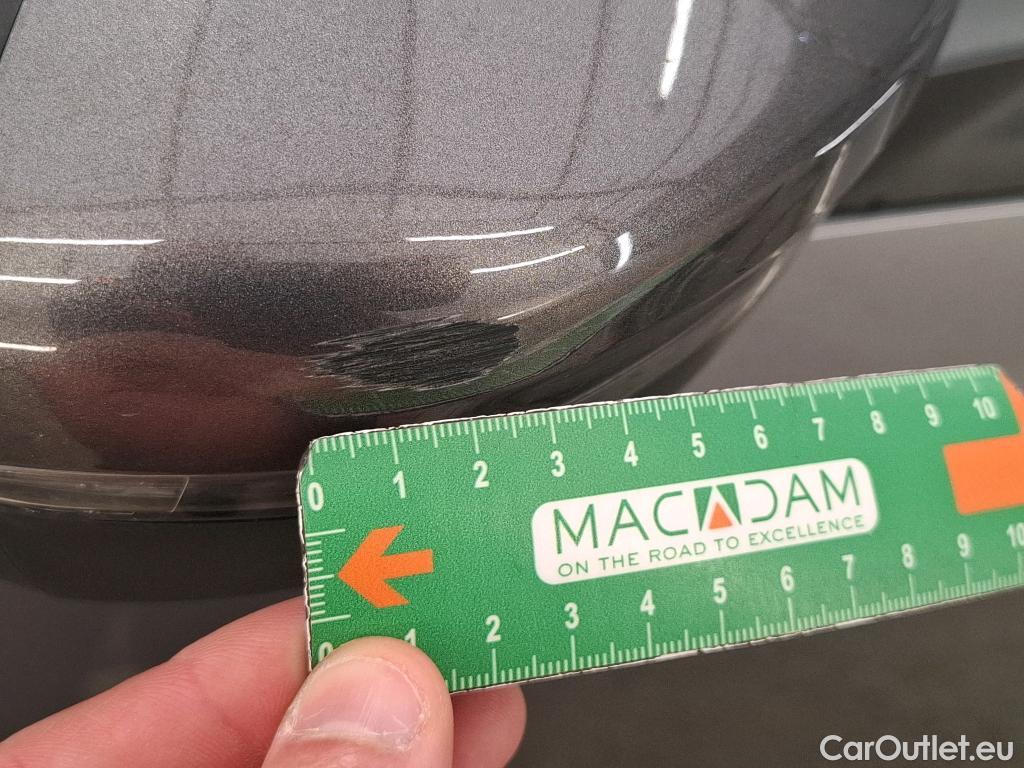 0 1 2 3 4 5 6 7 8 9 10
MACADAM
ON THE ROAD TO EXCELLENCE
0 1 2 3 4 5 6 7 8 9 10
CarOutlet.eu